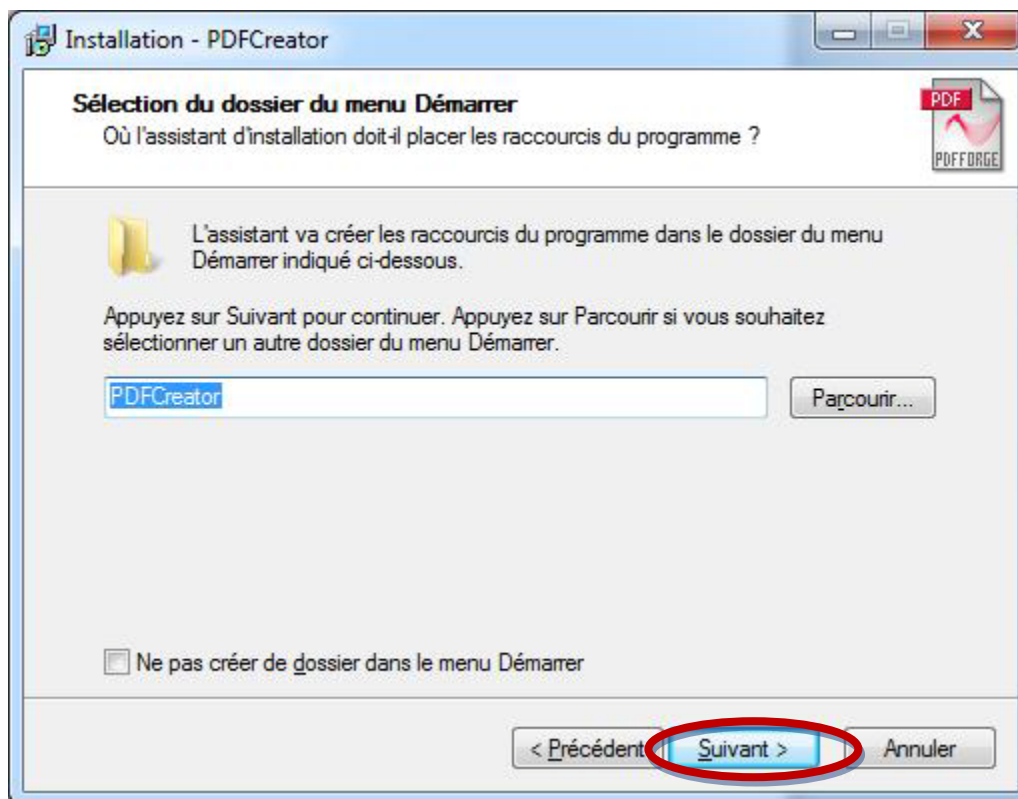 Installation - PDFCreator
Sélection du dossier du menu Démarrer
Où l'assistant d'installation doit-il placer les raccourcis du programme ?
PDF
PDFFORGE
L'assistant va créer les raccourcis du programme dans le dossier du menu
Démarrer indiqué ci-dessous.
Appuyez sur Suivant pour continuer. Appuyez sur Parcourir si vous souhaitez
sélectionner un autre dossier du menu Démarrer.
PDFCreator
Parcourir...
Ne pas créer de dossier dans le menu Démarrer
< Précédent
Suivant >
Annuler